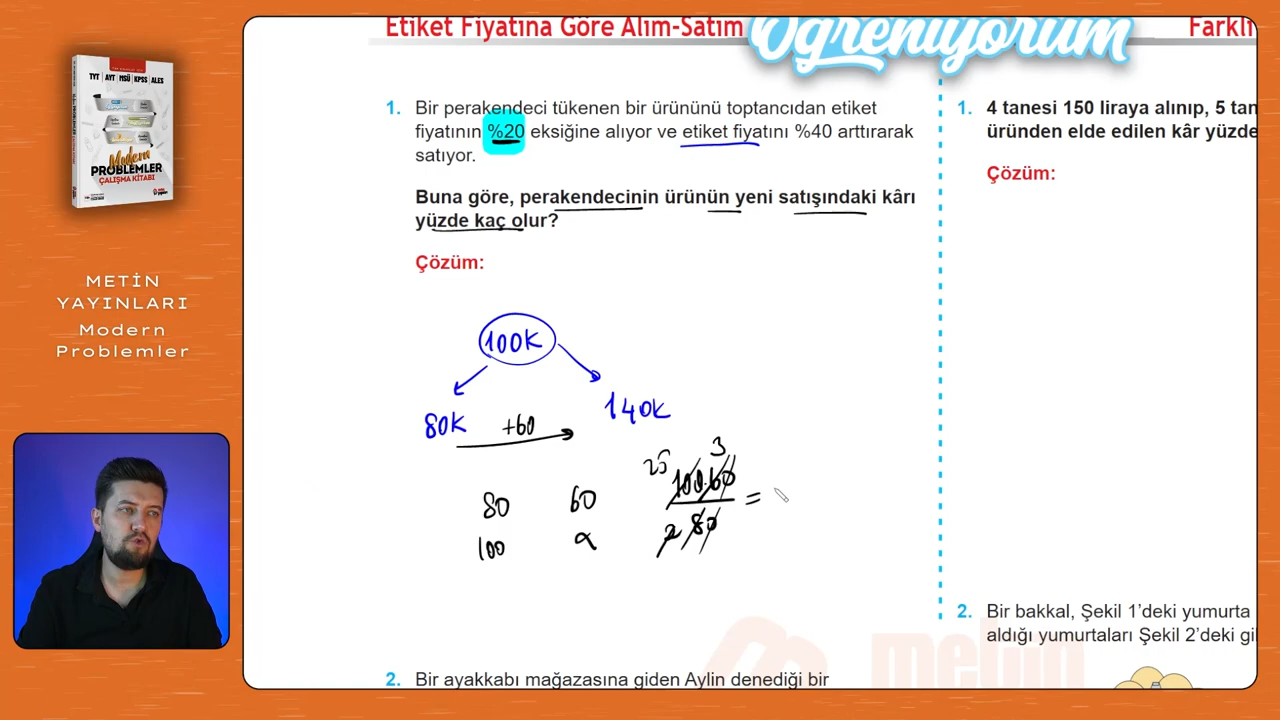 TYT AYT MSÜ KPSS ALES
Modern
PROBLEMLER
ÇALIŞMA KİTABI
METİN
YAYINLARI
Modern
Problemler
Etiket Fiyatına Göre Alım-Satım
Öğreniyorum
Farklı
1. Bir perakendeci tükenen bir ürününü toptancıdan etiket
fiyatının %20 eksiğine alıyor ve etiket fiyatını %40 arttırarak
satıyor.
Buna göre, perakendecinin ürünün yeni satışındaki kârı
yüzde kaç olur?
Çözüm:
100K
80K +60 140K
80 60
100 x
25 3
100.60
2 80
=
2. Bir ayakkabı mağazasına giden Aylin denediği bir
metin
1. 4 tanesi 150 liraya alınıp, 5 tan
üründen elde edilen kâr yüzde
Çözüm:
2. Bir bakkal, Şekil 1'deki yumurta
aldığı yumurtaları Şekil 2'deki gi